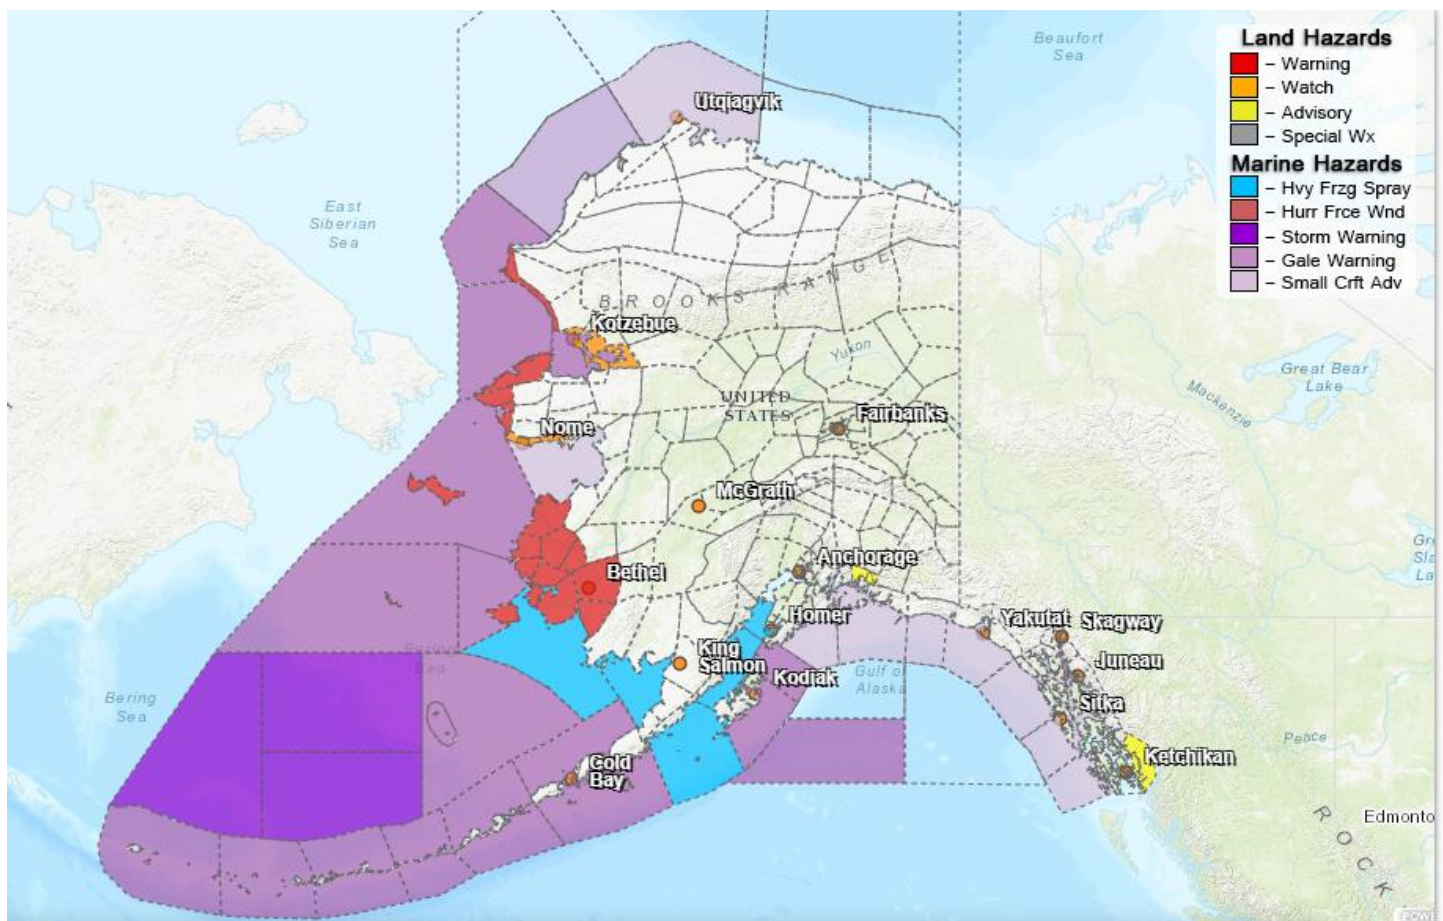 Beaufort
Sea
Land Hazards
– Warning
– Watch
– Advisory
– Special Wx
Marine Hazards
– Hvy Frzg Spray
– Hurr Frce Wnd
– Storm Warning
– Gale Warning
– Small Crft Adv
Utqiagvik
East
Siberian
Sea
BROOKS RANGE
Kotzebue
Yukon
Great Bear
Lake
Mackenzie
UNITED
STATES
Fairbanks
Nome
McGrath
Anchorage
Bethel
Homer
Yakutat
Skagway
King
Salmon
Juneau
Kodiak
Gulf of
Alaska
Bering
Sea
Sitka
Peace
Ketchikan
Cold
Bay
Edmonto
ROCK